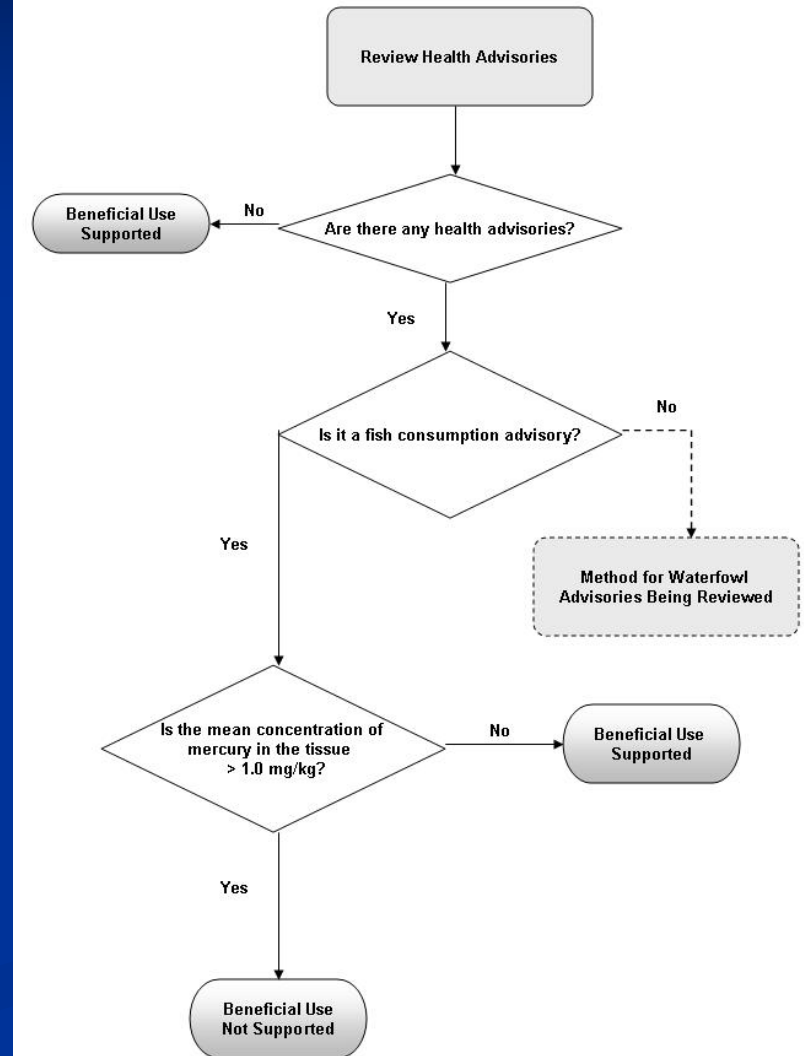 Review Health Advisories
Are there any health advisories?
No
Beneficial Use
Supported
Yes
Is it a fish consumption advisory?
No
Method for Waterfowl
Advisories Being Reviewed
Yes
Is the mean concentration of
mercury in the tissue
> 1.0 mg/kg?
No
Beneficial Use
Supported
Yes
Beneficial Use
Not Supported